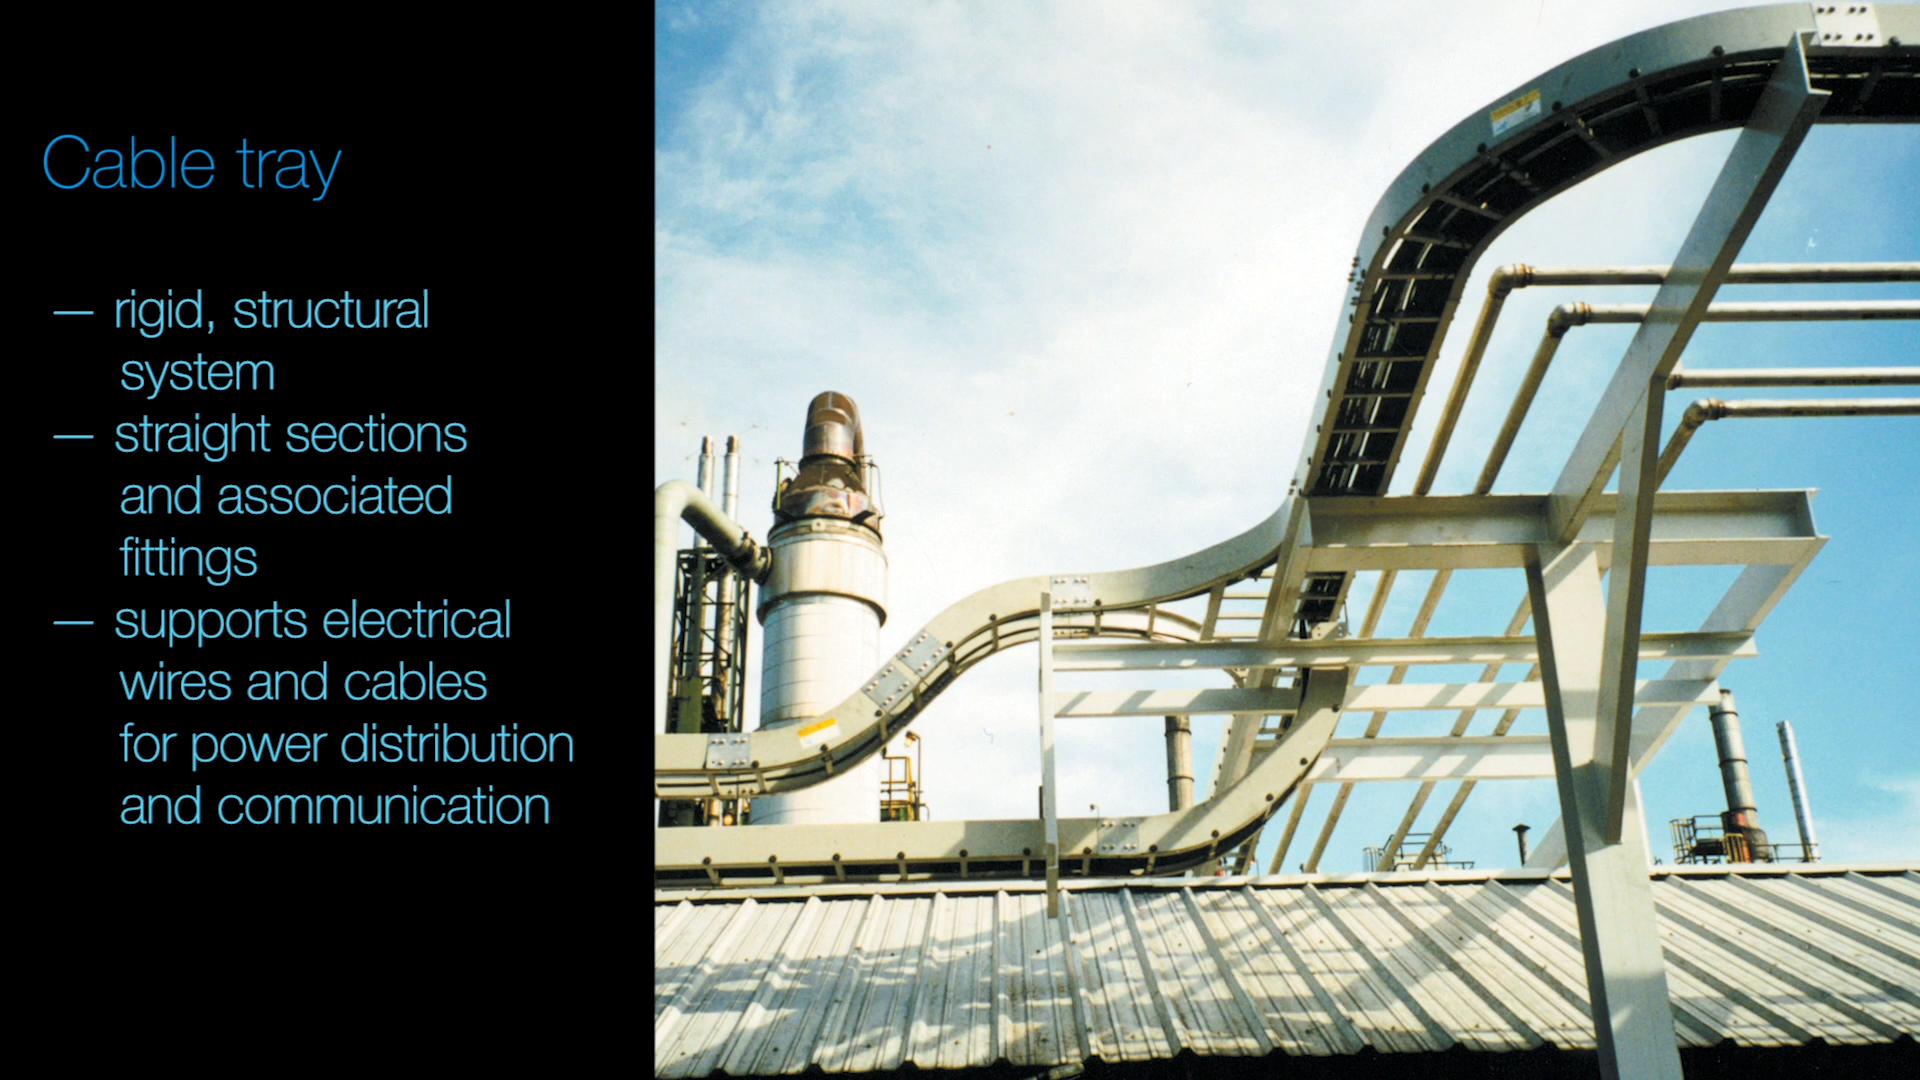 Cable tray
— rigid, structural
system
— straight sections
and associated
fittings
— supports electrical
wires and cables
for power distribution
and communication